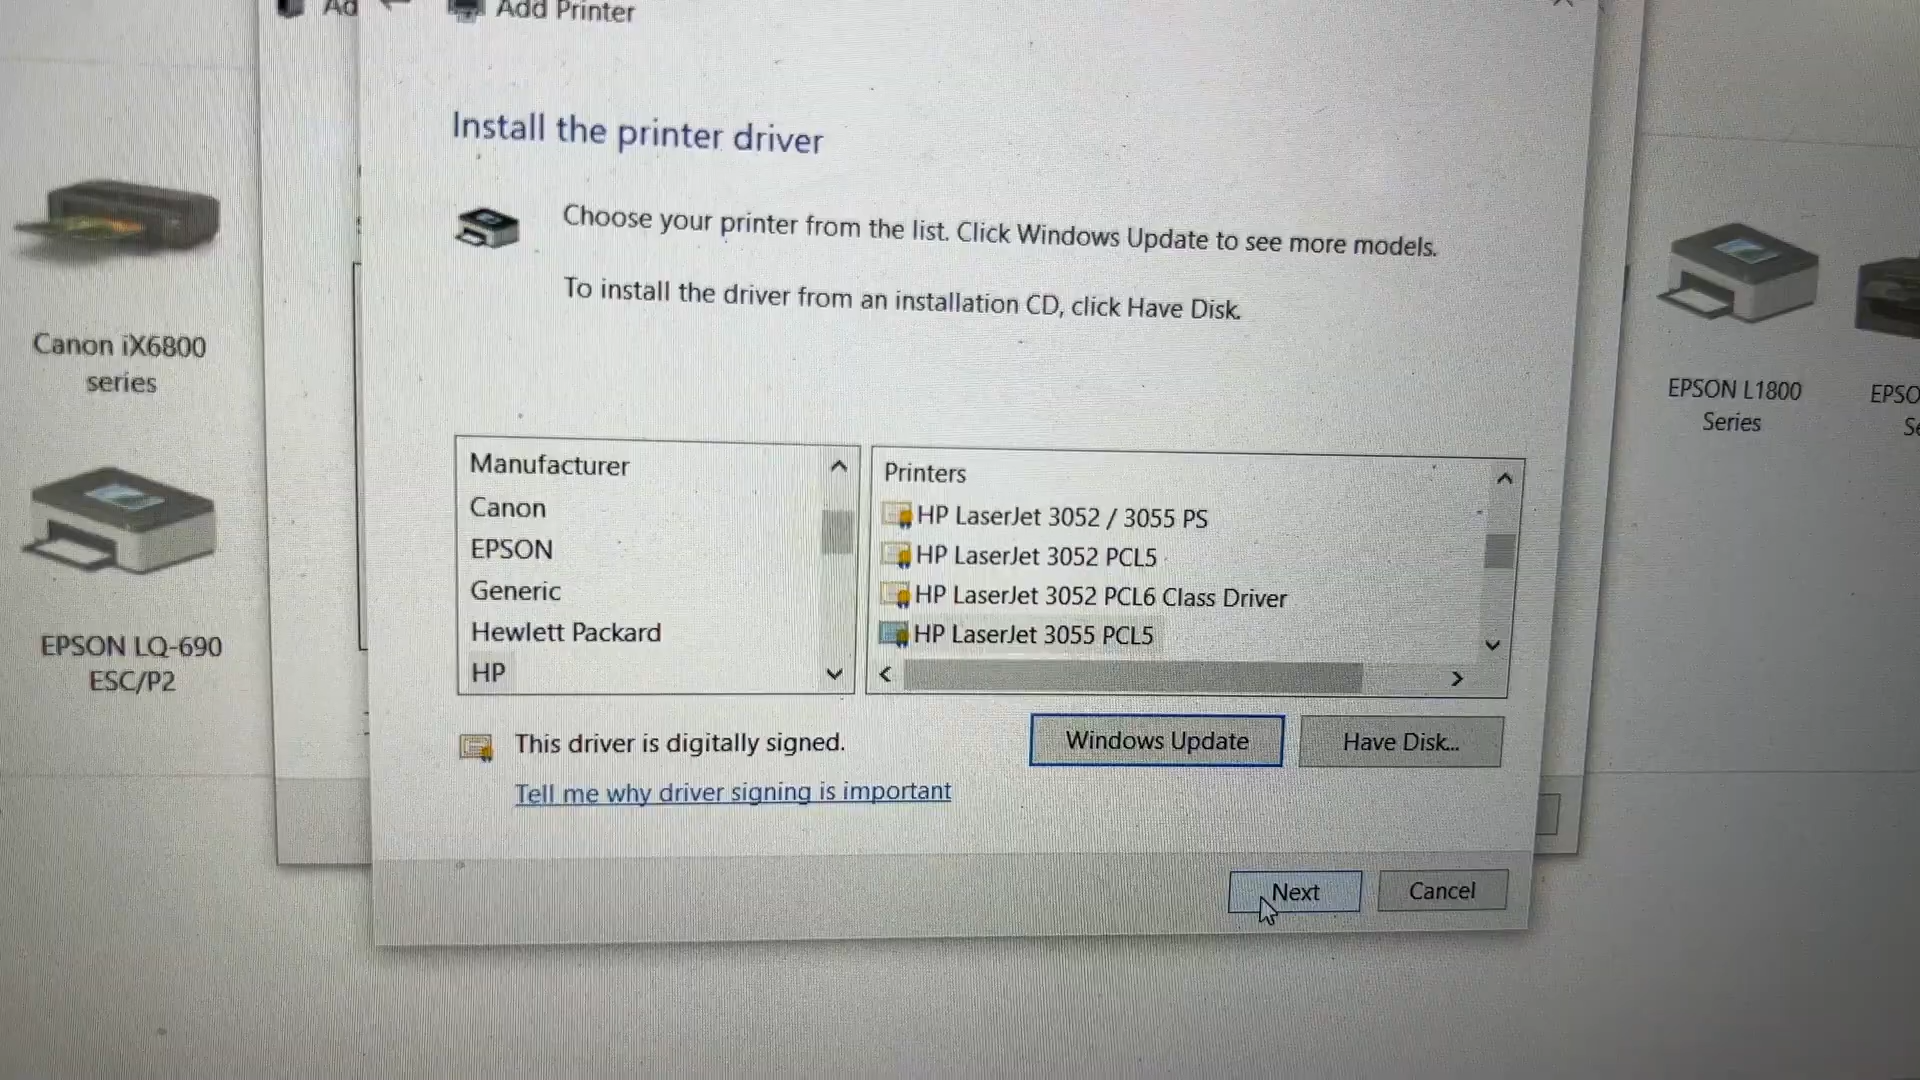 Ad
Add Printer
Install the printer driver
Choose your printer from the list. Click Windows Update to see more models.
To install the driver from an installation CD, click Have Disk.
Canon iX6800
series
EPSON LQ-690
ESC/P2
Manufacturer
Canon
EPSON
Generic
Hewlett Packard
HP
Printers
HP LaserJet 3052 / 3055 PS
HP LaserJet 3052 PCL5
HP LaserJet 3052 PCL6 Class Driver
HP LaserJet 3055 PCL5
This driver is digitally signed.
Tell me why driver signing is important
Windows Update
Have Disk...
Next
Cancel
EPSON L1800
Series
EPSO
Se